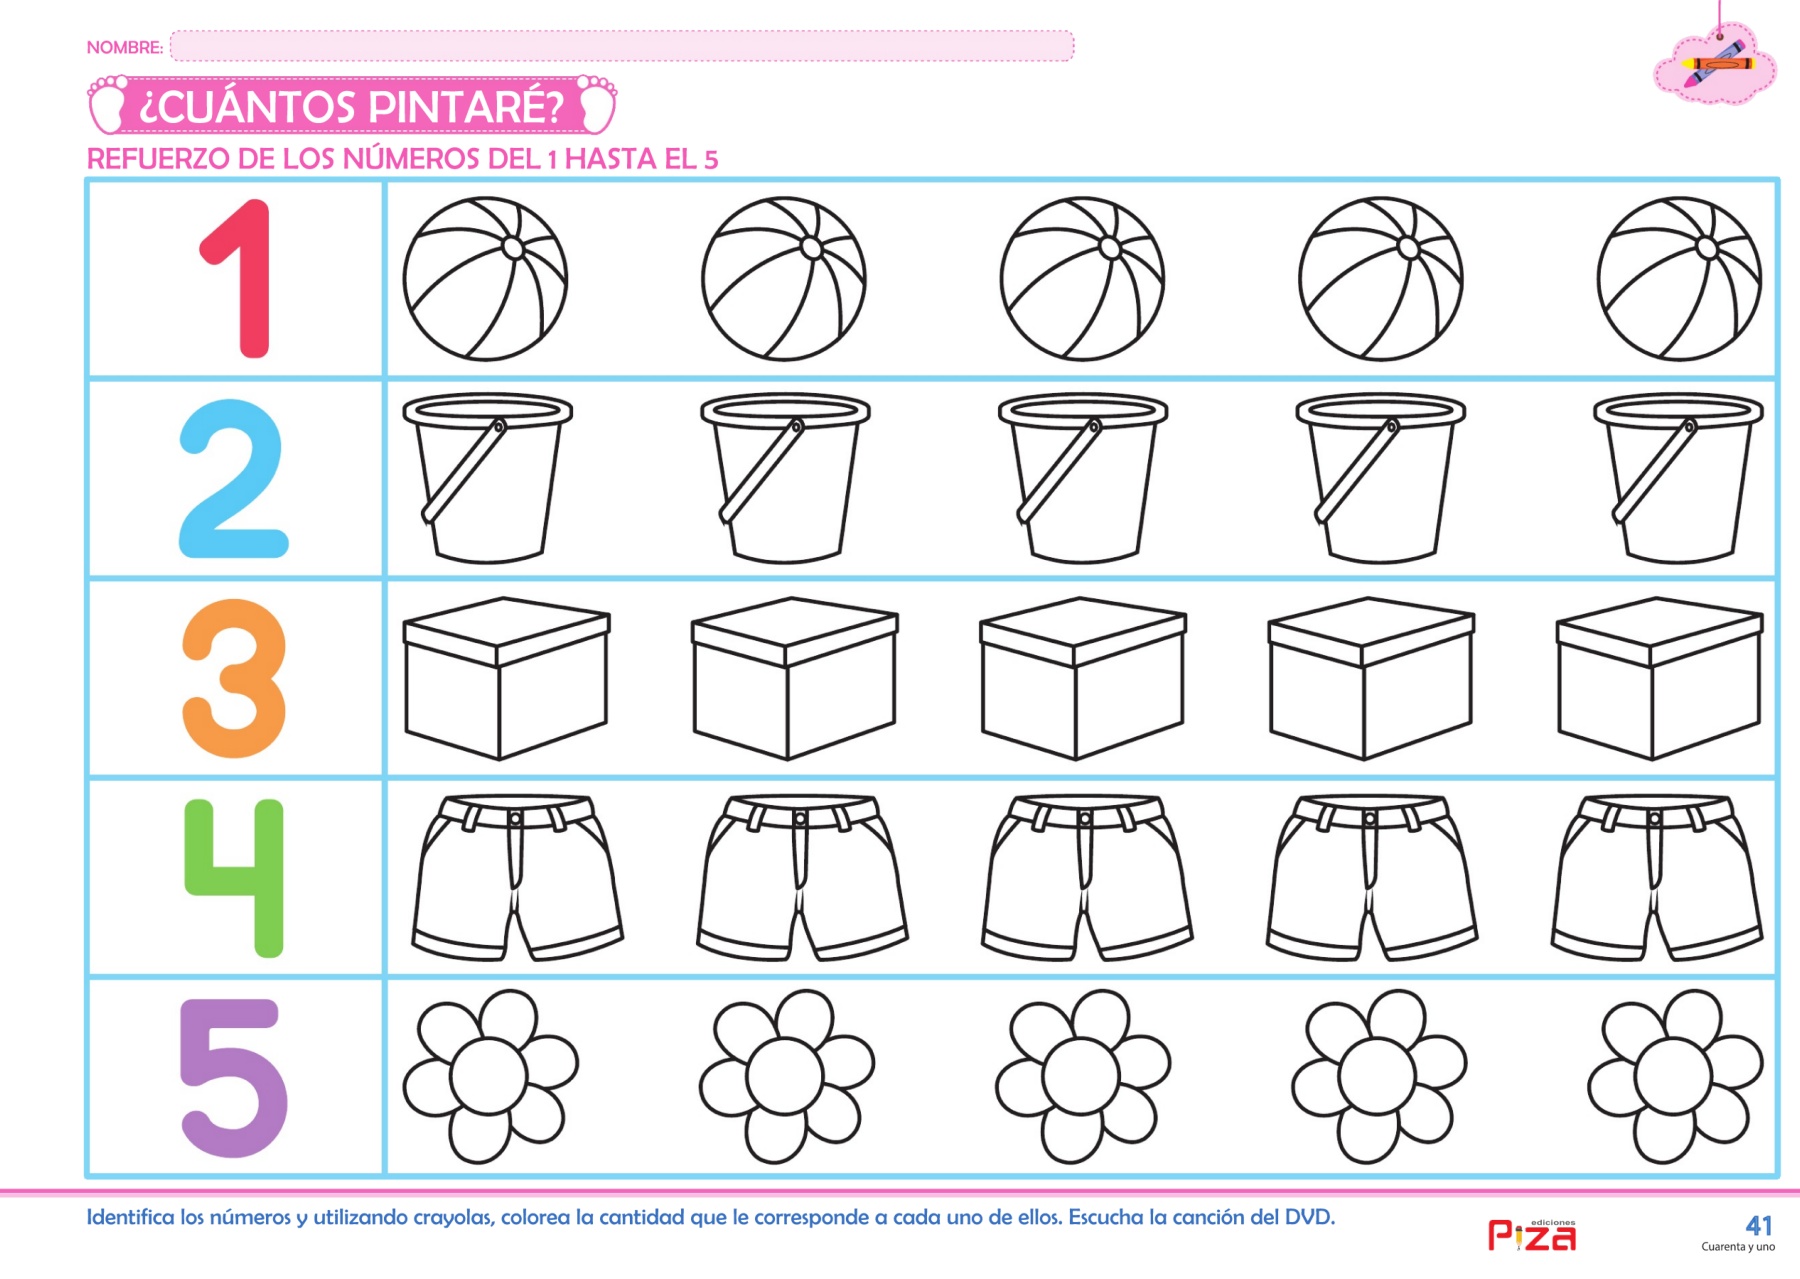 NOMBRE:
¿CUÁNTOS PINTARÉ?
REFUERZO DE LOS NÚMEROS DEL 1 HASTA EL 5
1
2
3
4
5
Identifica los números y utilizando crayolas, colorea la cantidad que le corresponde a cada uno de ellos. Escucha la canción del DVD.
ediciones
Piza
41
Cuarenta y uno